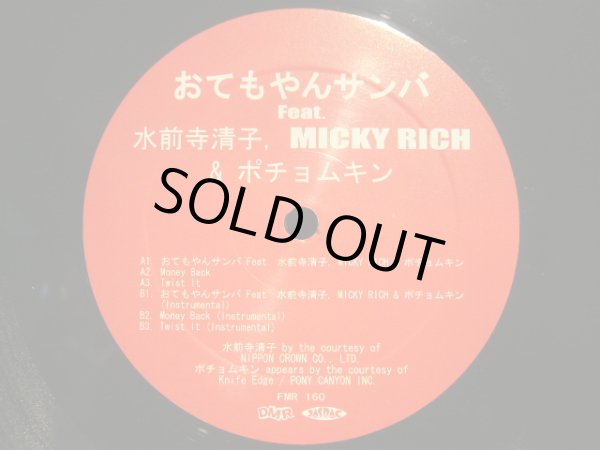 おてもやんサンバ
Feat.
水前寺清子, MICKY RICH
& ポチョムキン
SOLD OUT
A1. おてもやんサンバ Feat. 水前寺清子, MICKY RICH & ポチョムキン
A2. Money Back
A3. Twist It
B1. おてもやんサンバ Feat. 水前寺清子, MICKY RICH & ポチョムキン
(Instrumental)
B2. Money Back (Instrumental)
B3. Twist It (Instrumental)
水前寺清子 by the courtesy of
NIPPON CROWN CO., LTD.
ポチョムキン appears by the courtesy of
Knife Edge / PONY CANYON INC.
FMR 160
DMR JASRAC